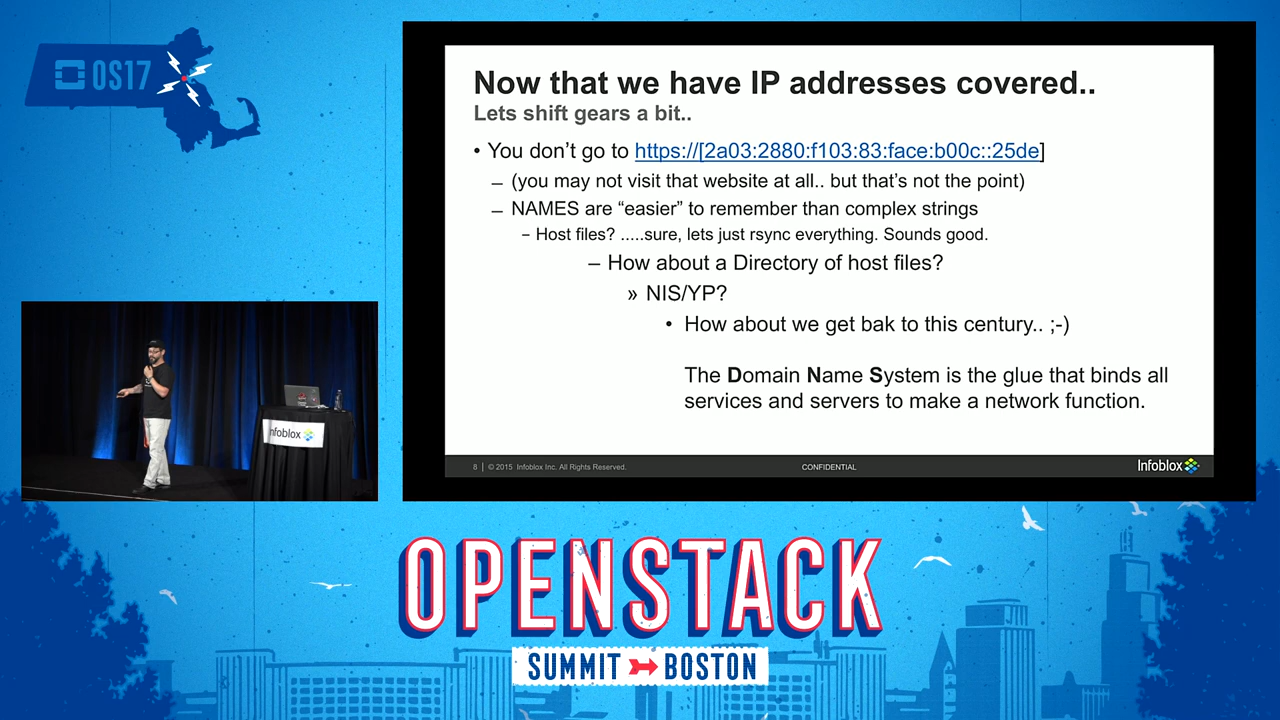 OS17
Now that we have IP addresses covered..
Lets shift gears a bit..
• You don’t go to https://[2a03:2880:f103:83:face:b00c::25de]
– (you may not visit that website at all.. but that’s not the point)
– NAMES are “easier” to remember than complex strings
– Host files? .....sure, lets just rsync everything. Sounds good.
– How about a Directory of host files?
» NIS/YP?
• How about we get bak to this century.. ;-)
The Domain Name System is the glue that binds all
services and servers to make a network function.
8 | © 2015 Infoblox Inc. All Rights Reserved.
CONFIDENTIAL
Infoblox
Infoblox
OPENSTACK
SUMMIT BOSTON